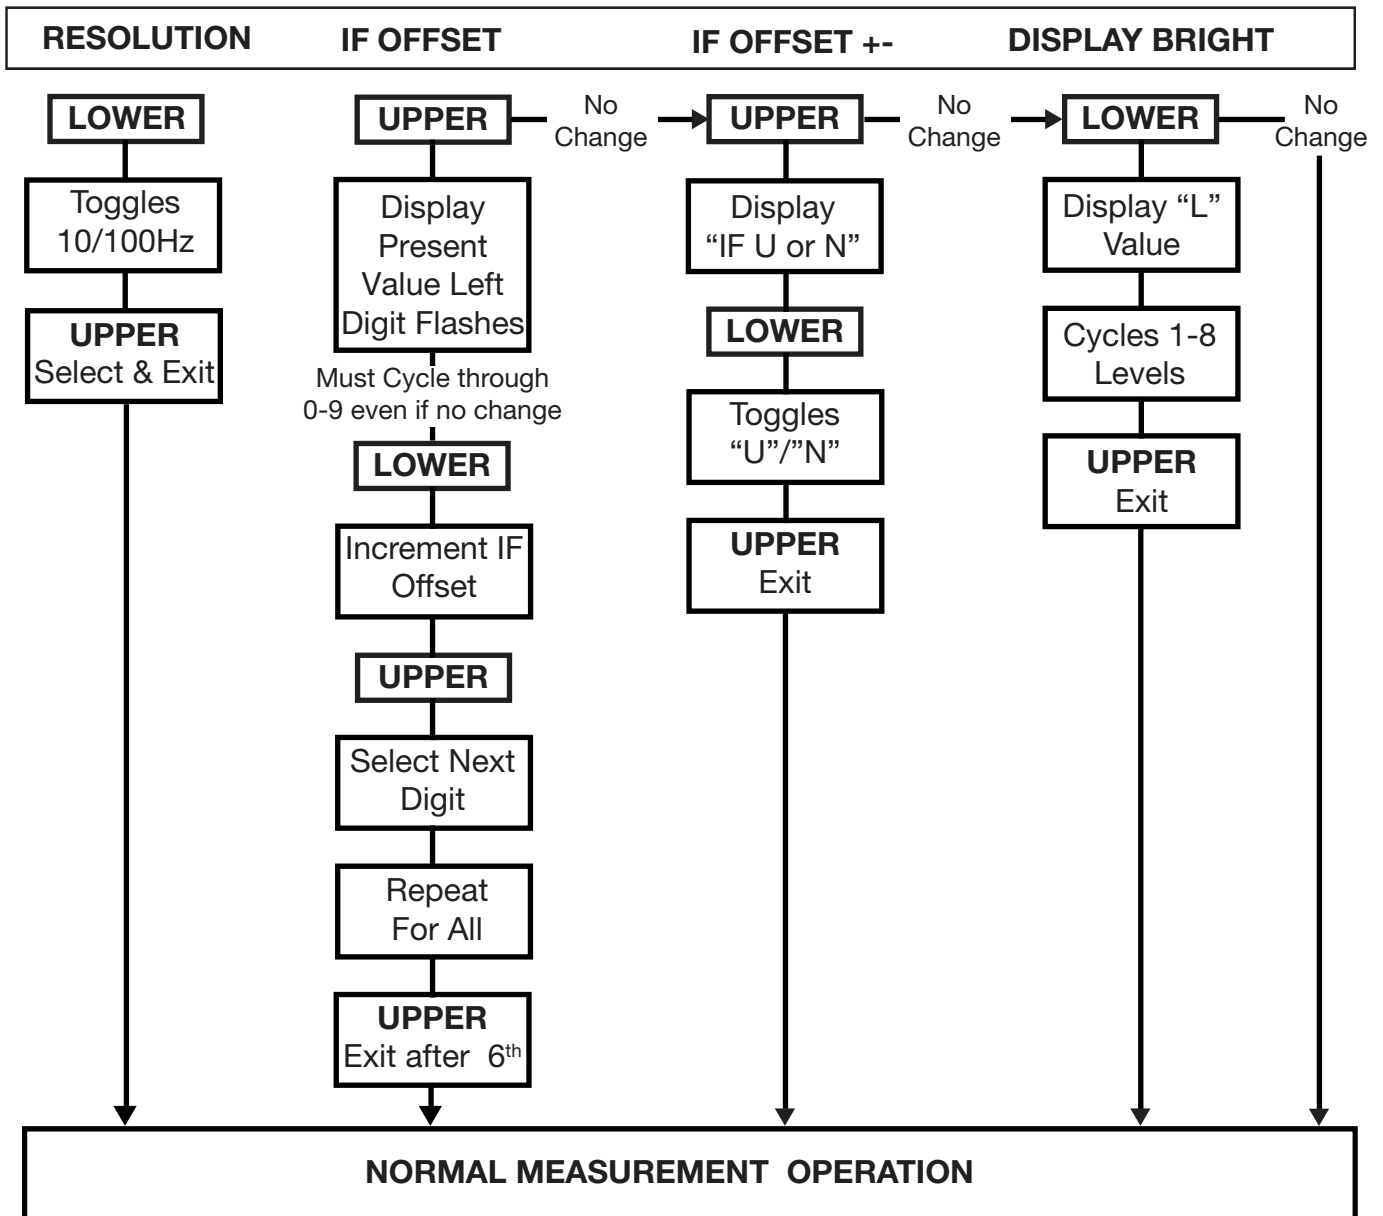 RESOLUTION
IF OFFSET
IF OFFSET +-
DISPLAY BRIGHT
LOWER
Toggles
10/100Hz
UPPER
Select & Exit
UPPER
Display
Present
Value Left
Digit Flashes
Must Cycle through
0-9 even if no change
LOWER
Increment IF
Offset
UPPER
Select Next
Digit
Repeat
For All
UPPER
Exit after 6th
No
Change
UPPER
Display
“IF U or N”
LOWER
Toggles
“U”/”N”
UPPER
Exit
No
Change
LOWER
Display “L”
Value
Cycles 1-8
Levels
UPPER
Exit
No
Change
NORMAL MEASUREMENT OPERATION